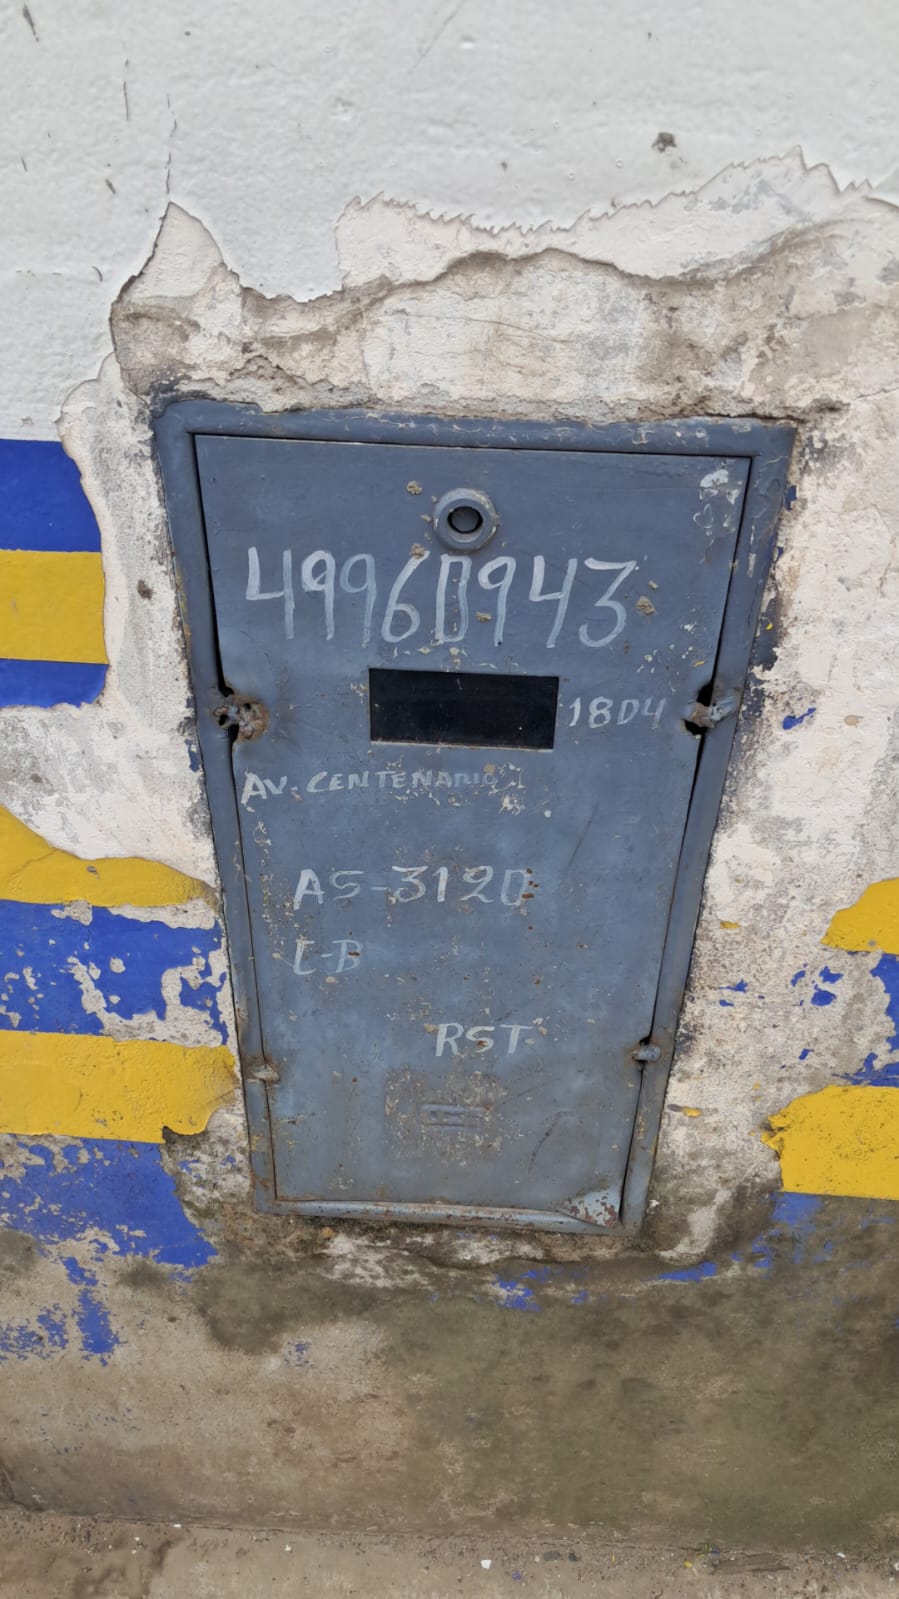 49960943
1804
AV. CENTENARIO
AS-3120
L-B
RST